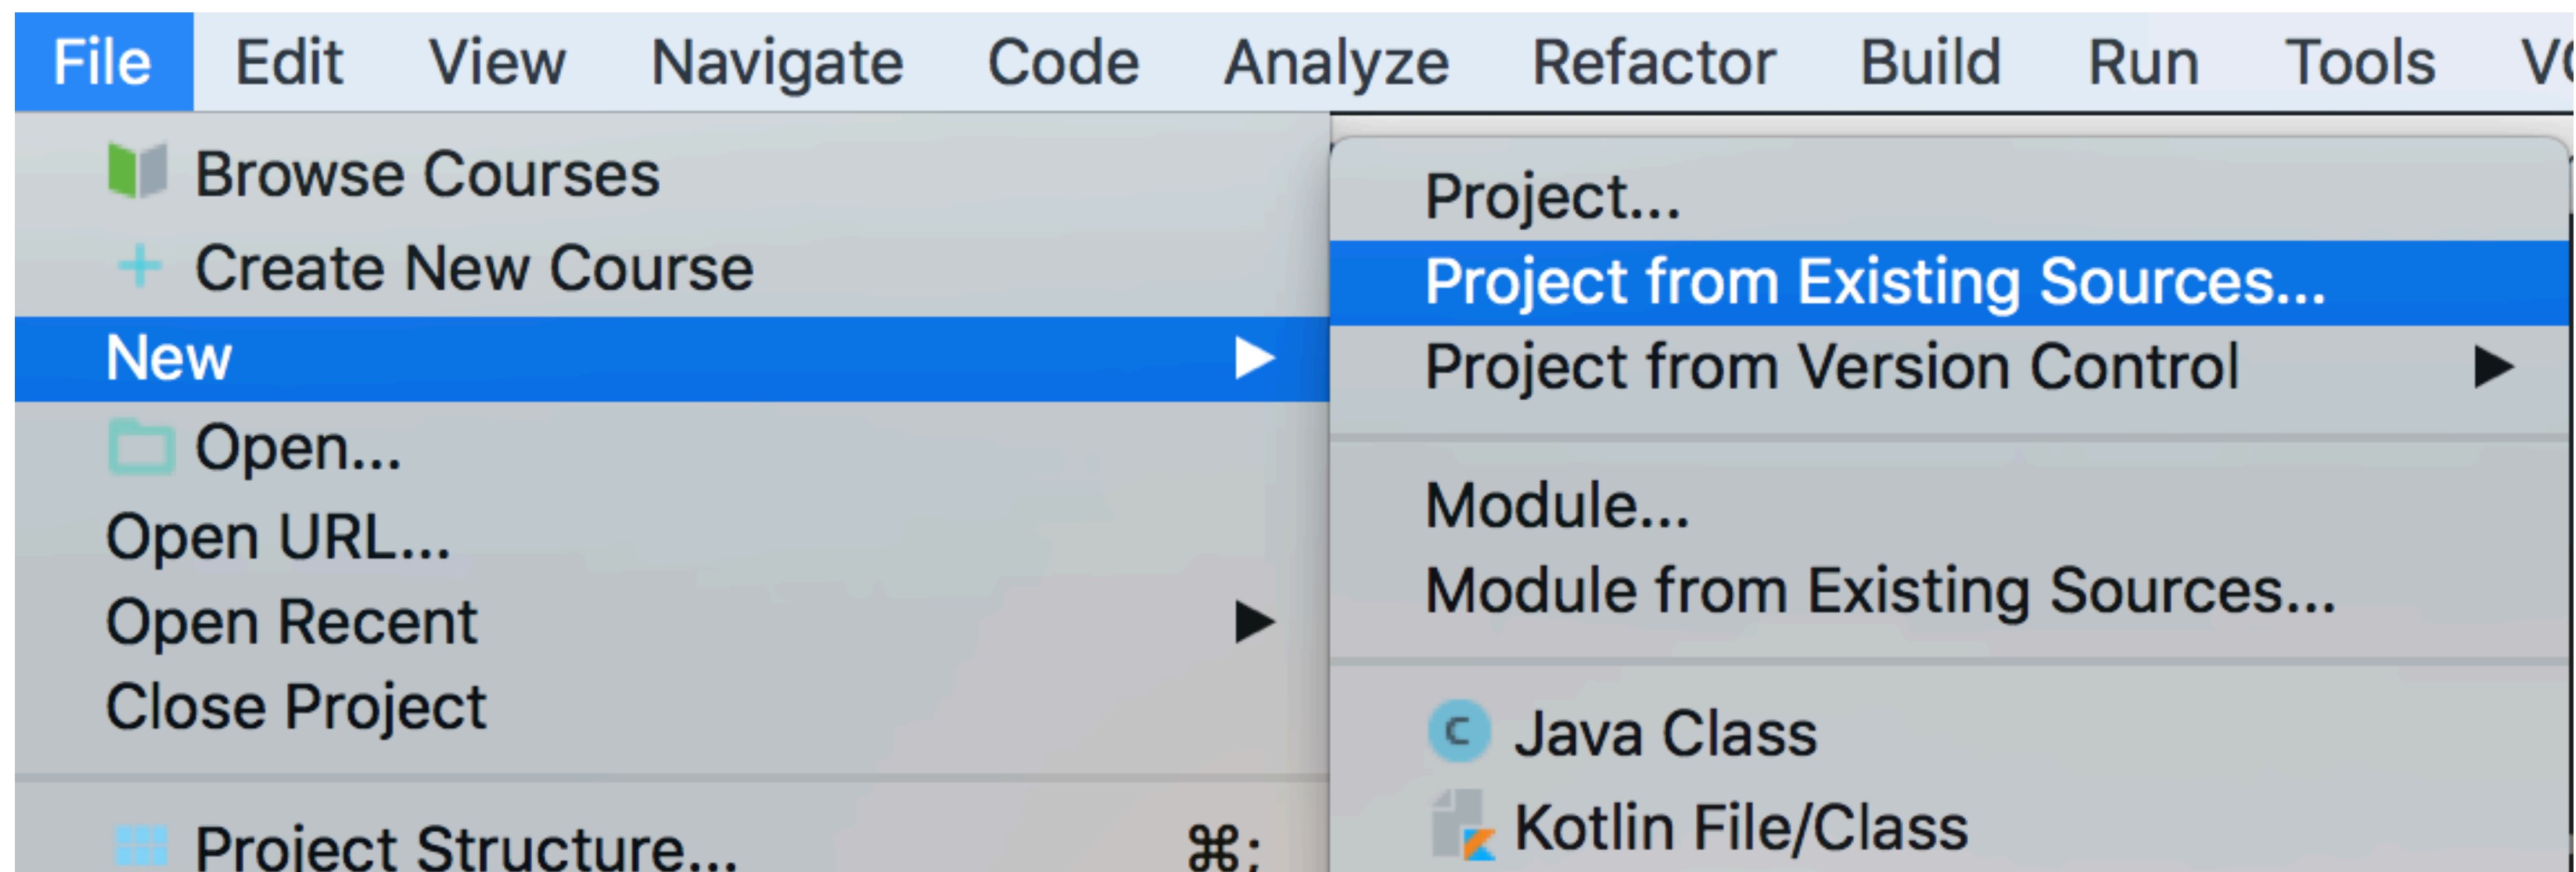 File Edit View Navigate Code Analyze Refactor Build Run Tools
Browse Courses
Create New Course
New
Open...
Open URL...
Open Recent
Close Project
Project Structure... ⌘;
Project...
Project from Existing Sources...
Project from Version Control
Module...
Module from Existing Sources...
C Java Class
Kotlin File/Class